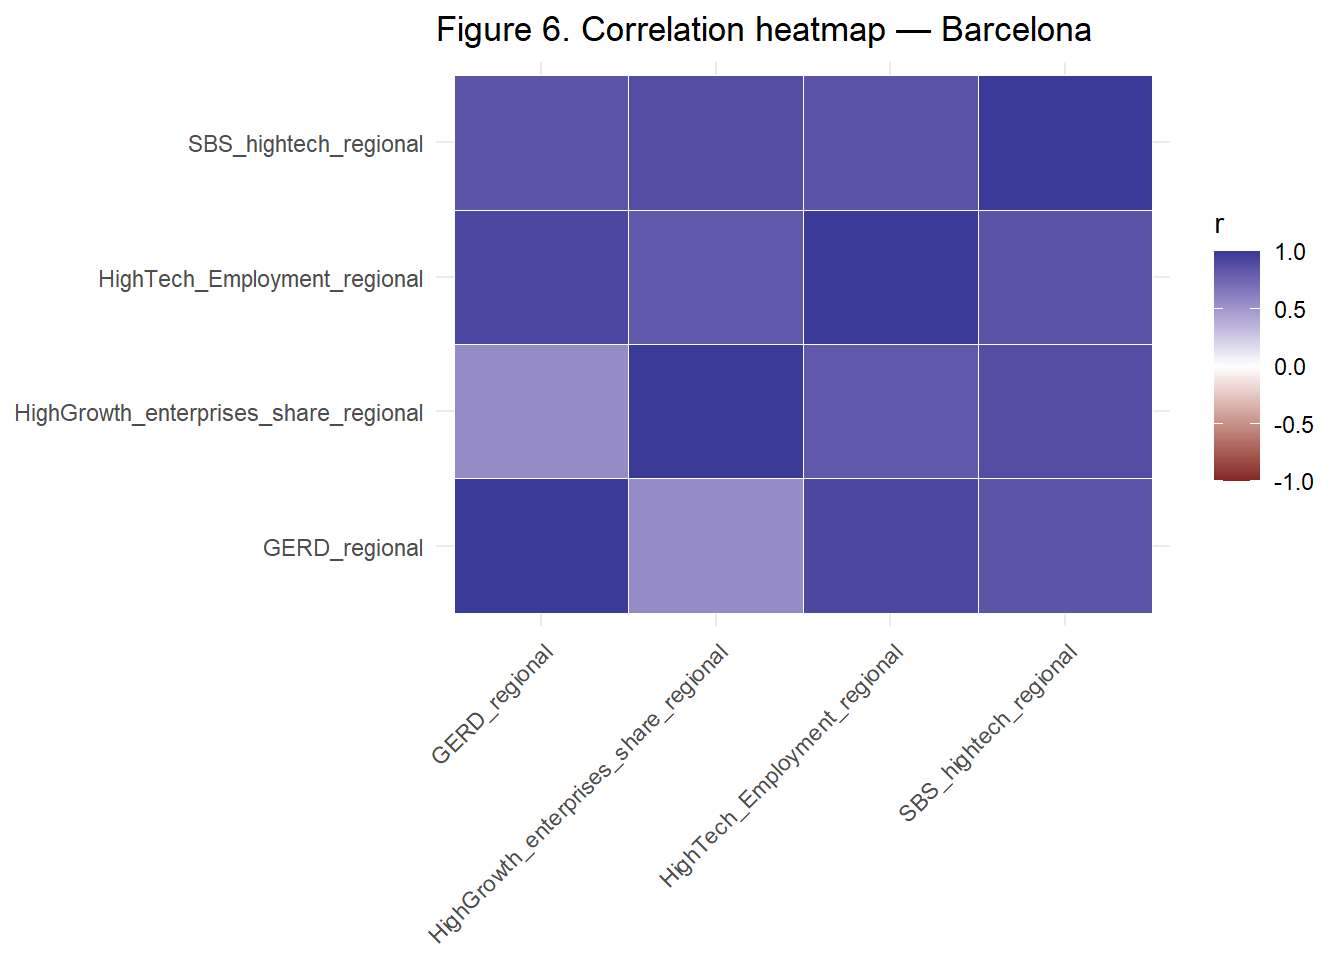 Figure 6. Correlation heatmap — Barcelona
SBS_hightech_regional
HighTech_Employment_regional
HighGrowth_enterprises_share_regional
GERD_regional
GERD_regional
HighGrowth_enterprises_share_regional
HighTech_Employment_regional
SBS_hightech_regional
r
1.0
0.5
0.0
-0.5
-1.0